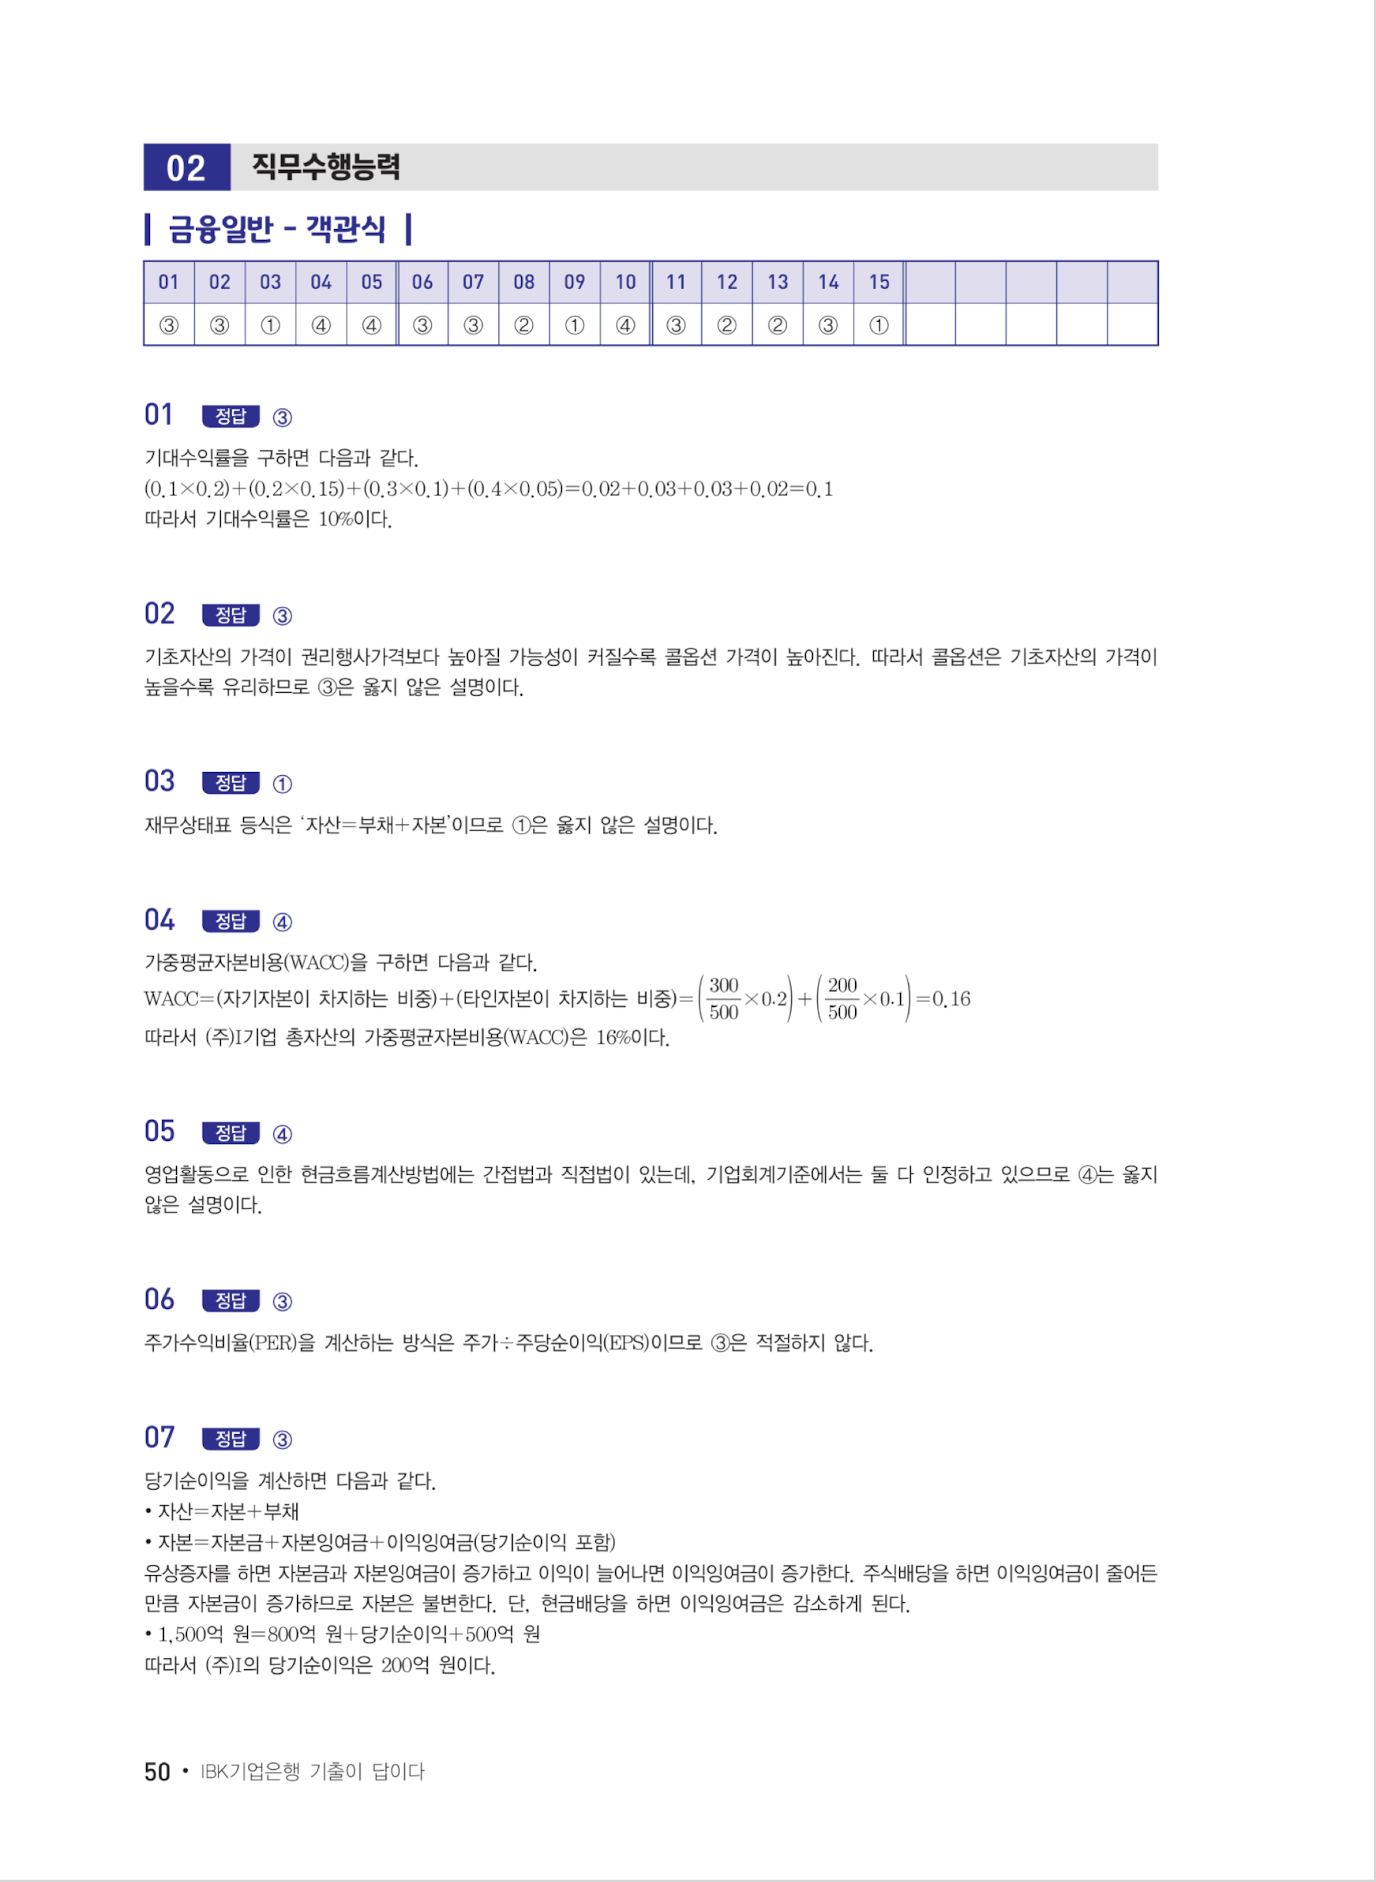 02 직무수행능력
금융일반 - 객관식
01 02 03 04 05 06 07 08 09 10 11 12 13 14 15
③ ③ ① ④ ④ ③ ③ ② ① ④ ③ ② ② ③ ①
01 정답 ③
기대수익률을 구하면 다음과 같다.
(0.1×0.2)+(0.2×0.15)+(0.3×0.1)+(0.4×0.05)=0.02+0.03+0.03+0.02=0.1
따라서 기대수익률은 10%이다.
02 정답 ③
기초자산의 가격이 권리행사가격보다 높아질 가능성이 커질수록 콜옵션 가격이 높아진다. 따라서 콜옵션은 기초자산의 가격이
높을수록 유리하므로 ③은 옳지 않은 설명이다.
03 정답 ①
재무상태표 등식은 ‘자산=부채+자본’이므로 ①은 옳지 않은 설명이다.
04 정답 ④
가중평균자본비용(WACC)을 구하면 다음과 같다.
WACC=(자기자본이 차지하는 비중)+(타인자본이 차지하는 비중)=(300/500×0.2)+(200/500×0.1)=0.16
따라서 (주)I기업 총자산의 가중평균자본비용(WACC)은 16%이다.
05 정답 ④
영업활동으로 인한 현금흐름계산방법에는 간접법과 직접법이 있는데, 기업회계기준에서는 둘 다 인정하고 있으므로 ④는 옳지
않은 설명이다.
06 정답 ③
주가수익비율(PER)을 계산하는 방식은 주가÷주당순이익(EPS)이므로 ③은 적절하지 않다.
07 정답 ③
당기순이익을 계산하면 다음과 같다.
• 자산=자본+부채
• 자본=자본금+자본잉여금+이익잉여금(당기순이익 포함)
유상증자를 하면 자본금과 자본잉여금이 증가하고 이익이 늘어나면 이익잉여금이 증가한다. 주식배당을 하면 이익잉여금이 줄어든
만큼 자본금이 증가하므로 자본은 불변한다. 단, 현금배당을 하면 이익잉여금은 감소하게 된다.
• 1,500억 원=800억 원+당기순이익+500억 원
따라서 (주)I의 당기순이익은 200억 원이다.
50 • IBK기업은행 기출이 답이다